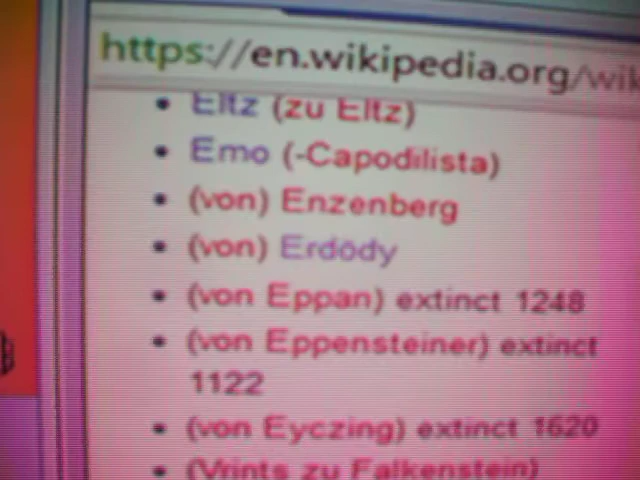 https://en.wikipedia.org/wik
Eltz (zu Eltz)
Emo (-Capodilista)
(von) Enzenberg
(von) Erdödy
(von Eppan) extinct 1248
(von Eppensteiner) extinct
1122
(von Eyczing) extinct 1620
(Vrints zu Falkenstein)